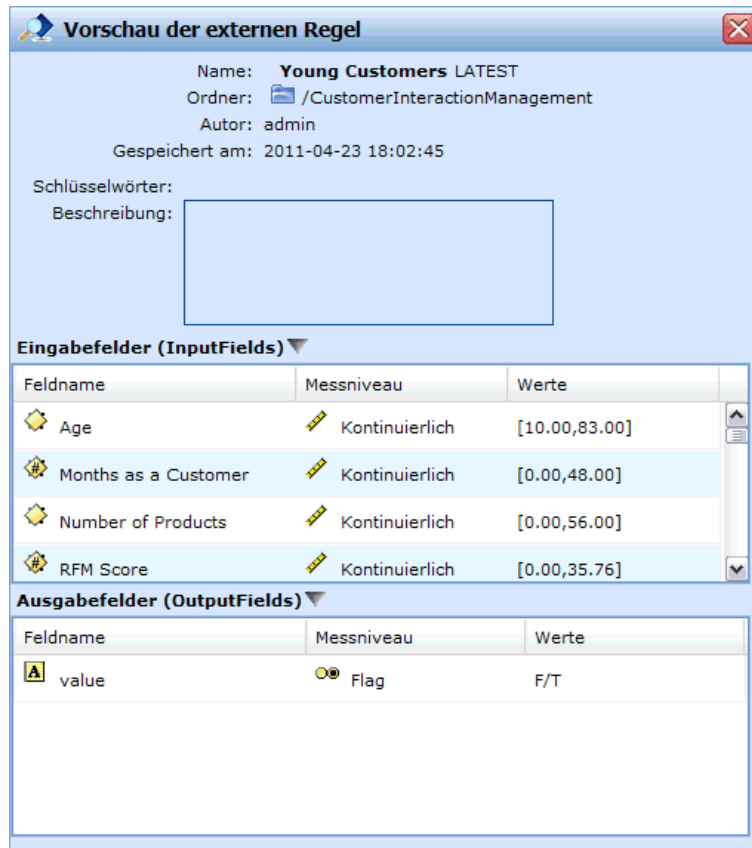 Vorschau der externen Regel
Name: Young Customers LATEST
Ordner: /CustomerInteractionManagement
Autor: admin
Gespeichert am: 2011-04-23 18:02:45
Schlüsselwörter:
Beschreibung:
Eingabefelder (InputFields)
Feldname Messniveau Werte
Age Kontinuierlich [10.00,83.00]
# Months as a Customer Kontinuierlich [0.00,48.00]
Number of Products Kontinuierlich [0.00,56.00]
# RFM Score Kontinuierlich [0.00,35.76]
Ausgabefelder (OutputFields)
Feldname Messniveau Werte
A value Flag F/T